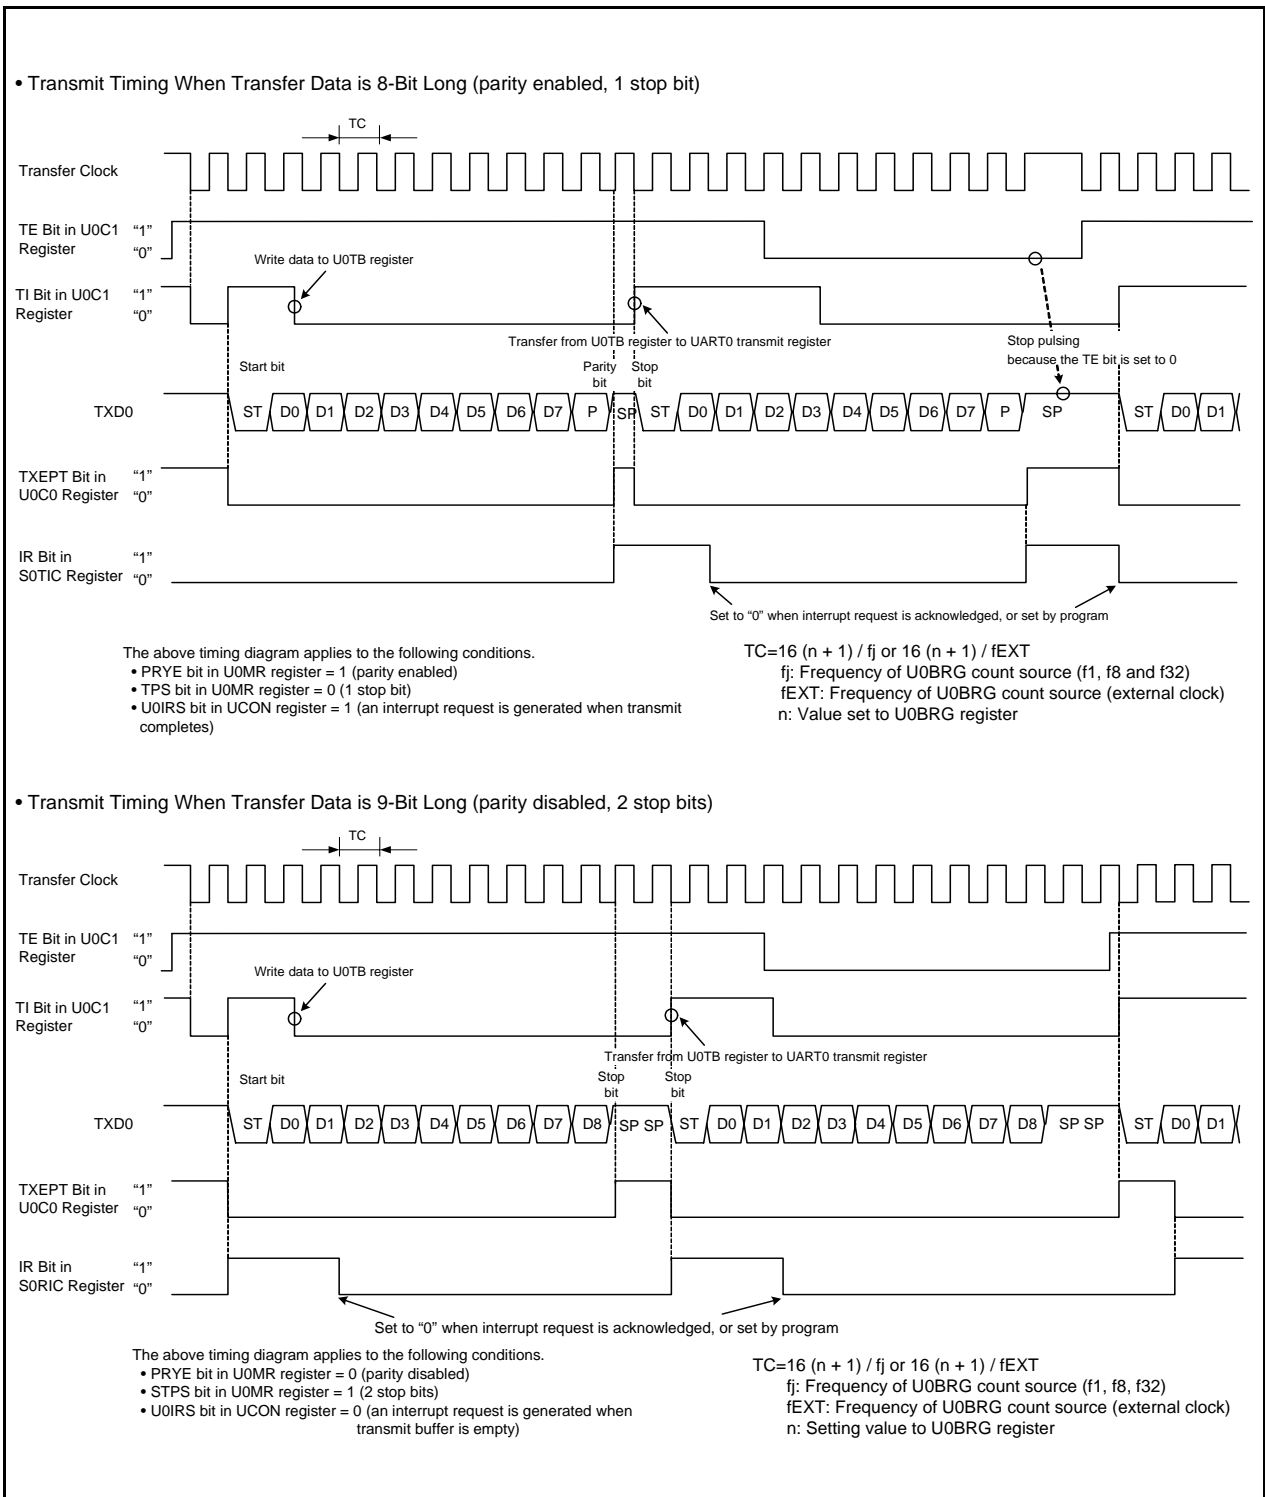 • Transmit Timing When Transfer Data is 8-Bit Long (parity enabled, 1 stop bit)
TC
Transfer Clock
TE Bit in U0C1 “1”
Register “0”
Write data to U0TB register
TI Bit in U0C1 “1”
Register “0”
Transfer from U0TB register to UART0 transmit register
Stop pulsing
because the TE bit is set to 0
Start bit
Parity bit
Stop bit
TXD0
ST D0 D1 D2 D3 D4 D5 D6 D7 P SP ST D0 D1 D2 D3 D4 D5 D6 D7 P SP ST D0 D1
TXEPT Bit in “1”
U0C0 Register “0”
IR Bit in “1”
S0TIC Register “0”
Set to “0” when interrupt request is acknowledged, or set by program
The above timing diagram applies to the following conditions.
• PRYE bit in U0MR register = 1 (parity enabled)
• TPS bit in U0MR register = 0 (1 stop bit)
• U0IRS bit in UCON register = 1 (an interrupt request is generated when transmit
completes)
TC=16 (n + 1) / fj or 16 (n + 1) / fEXT
fj: Frequency of U0BRG count source (f1, f8 and f32)
fEXT: Frequency of U0BRG count source (external clock)
n: Value set to U0BRG register
• Transmit Timing When Transfer Data is 9-Bit Long (parity disabled, 2 stop bits)
TC
Transfer Clock
TE Bit in U0C1 “1”
Register “0”
Write data to U0TB register
TI Bit in U0C1 “1”
Register “0”
Transfer from U0TB register to UART0 transmit register
Start bit
Stop bit
Stop bit
TXD0
ST D0 D1 D2 D3 D4 D5 D6 D7 D8 SP SP ST D0 D1 D2 D3 D4 D5 D6 D7 D8 SP SP ST D0 D1
TXEPT Bit in “1”
U0C0 Register “0”
IR Bit in “1”
S0RIC Register “0”
Set to “0” when interrupt request is acknowledged, or set by program
The above timing diagram applies to the following conditions.
• PRYE bit in U0MR register = 0 (parity disabled)
• STPS bit in U0MR register = 1 (2 stop bits)
• U0IRS bit in UCON register = 0 (an interrupt request is generated when
transmit buffer is empty)
TC=16 (n + 1) / fj or 16 (n + 1) / fEXT
fj: Frequency of U0BRG count source (f1, f8, f32)
fEXT: Frequency of U0BRG count source (external clock)
n: Setting value to U0BRG register